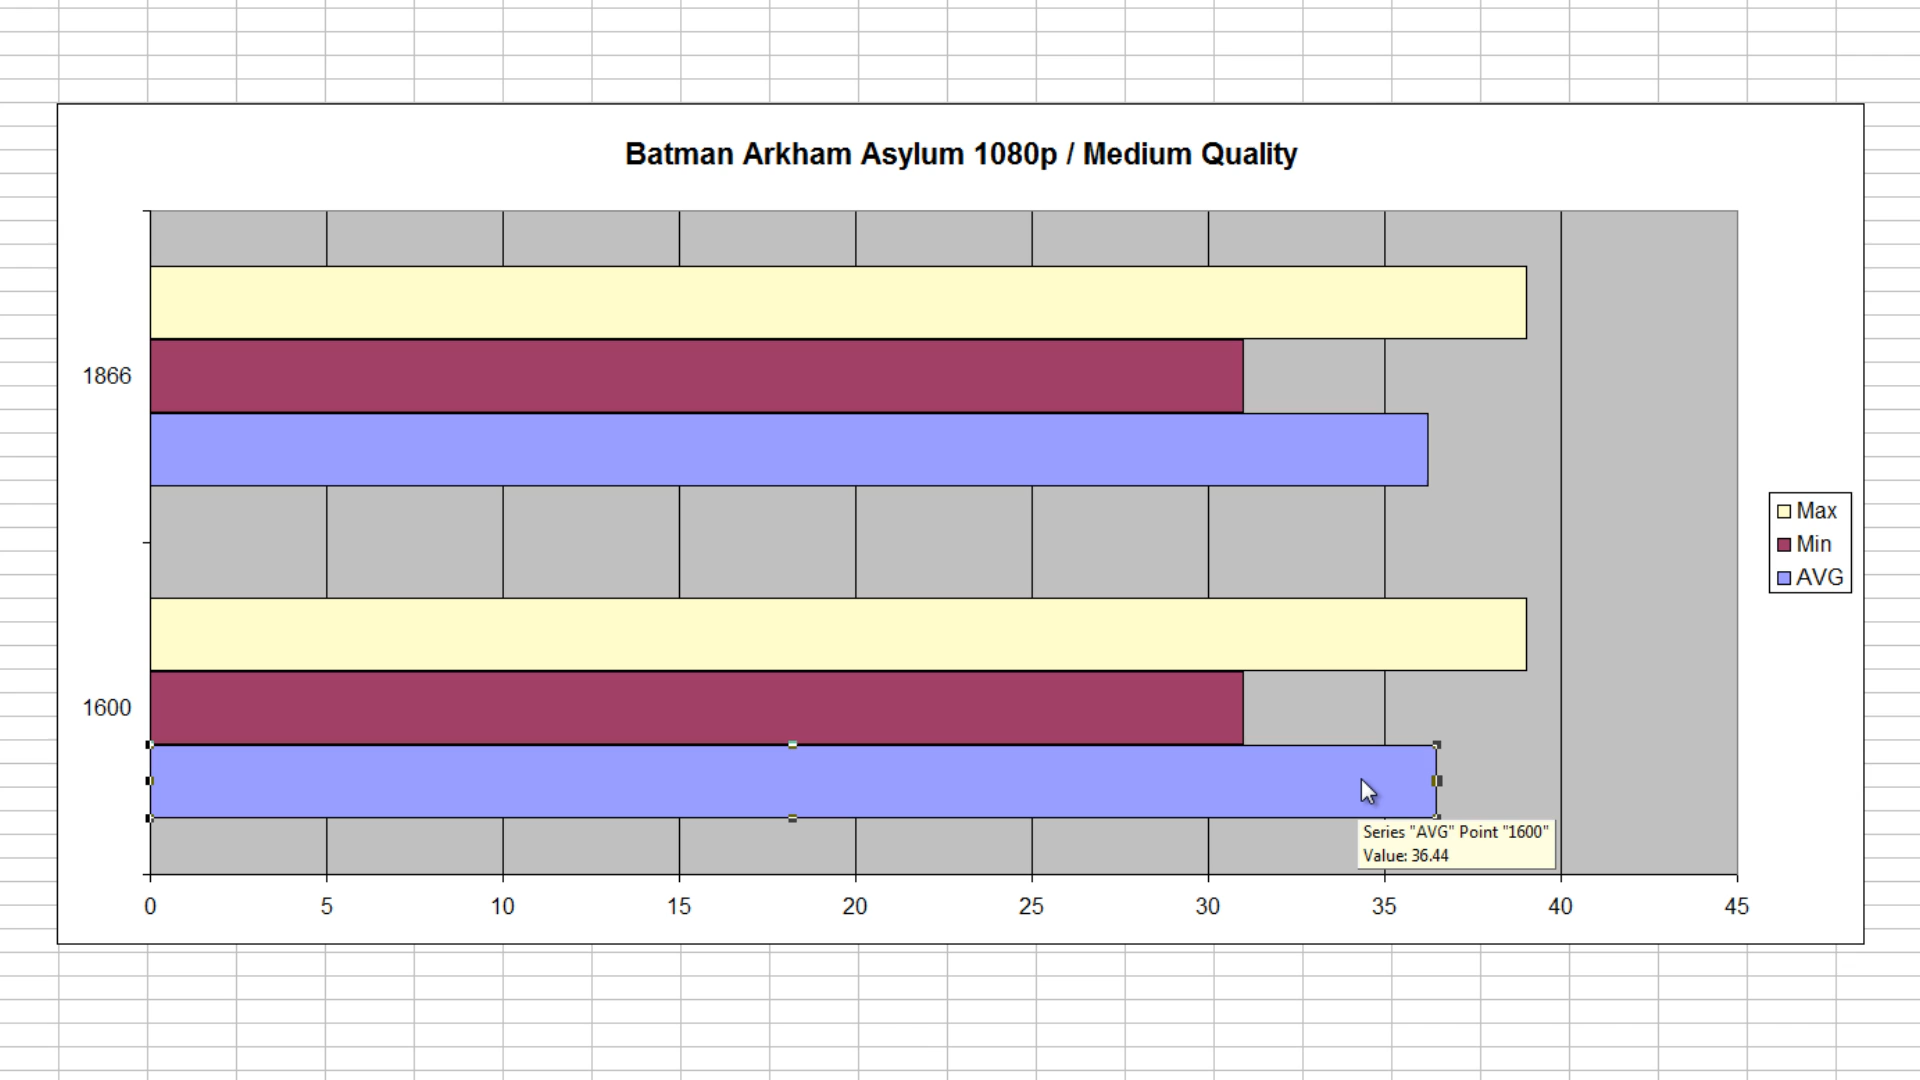 Batman Arkham Asylum 1080p / Medium Quality
1866
Max
Min
AVG
1600
Series "AVG" Point "1600"
Value: 36.44
0 5 10 15 20 25 30 35 40 45